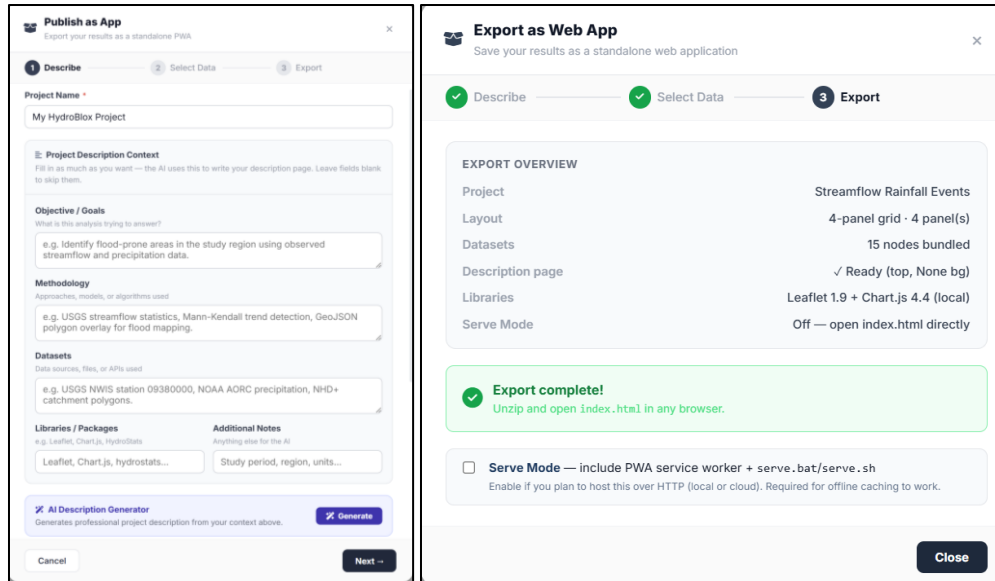 Publish as App
Export your results as a standalone PWA
×
1 Describe
2 Select Data
3 Export
Project Name *
My HydroBlox Project
Project Description Context
Fill in as much as you want — the AI uses this to write your description page. Leave fields blank
to skip them.
Objective / Goals
What is this analysis trying to answer?
e.g. Identify flood-prone areas in the study region using observed
streamflow and precipitation data.
Methodology
Approaches, models, or algorithms used
e.g. USGS streamflow statistics, Mann-Kendall trend detection, GeoJSON
polygon overlay for flood mapping.
Datasets
Data sources, files, or APIs used
e.g. USGS NWIS station 09380000, NOAA AORC precipitation, NHD+
catchment polygons.
Libraries / Packages
e.g. Leaflet, Chart.js, HydroStats
Leaflet, Chart.js, hydrostats...
Additional Notes
Anything else for the AI
Study period, region, units...
AI Description Generator
Generates professional project description from your context above.
Generate
Cancel
Next →
Export as Web App
Save your results as a standalone web application
×
Describe
Select Data
3 Export
EXPORT OVERVIEW
Project Streamflow Rainfall Events
Layout 4-panel grid · 4 panel(s)
Datasets 15 nodes bundled
Description page ✓ Ready (top, None bg)
Libraries Leaflet 1.9 + Chart.js 4.4 (local)
Serve Mode Off — open index.html directly
Export complete!
Unzip and open index.html in any browser.
Serve Mode — include PWA service worker + serve.bat/serve.sh
Enable if you plan to host this over HTTP (local or cloud). Required for offline caching to work.
Close